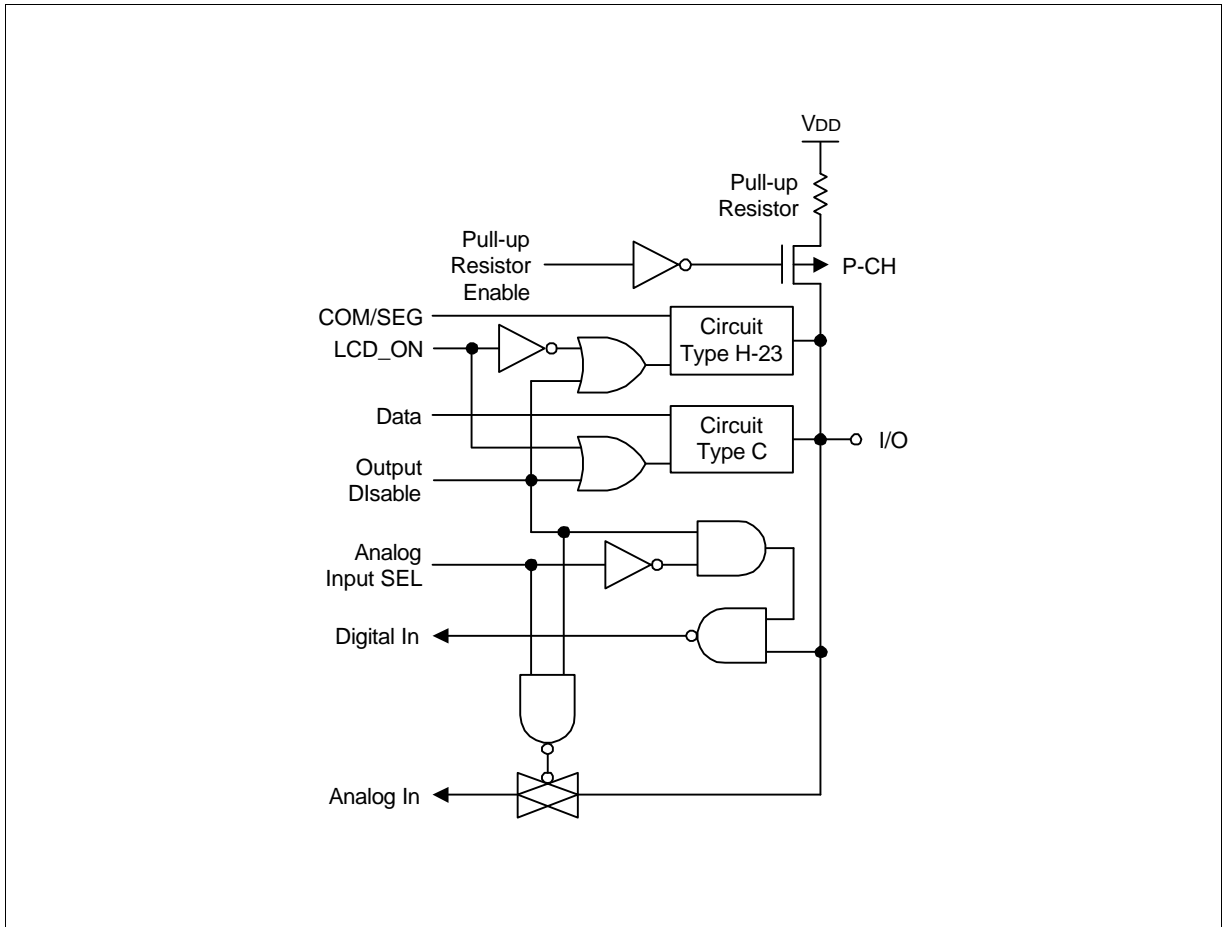 VDD
Pull-up
Resistor
Pull-up
Resistor
Enable
P-CH
COM/SEG
Circuit
Type H-23
LCD_ON
Data
Circuit
Type C
I/O
Output
DIsable
Analog
Input SEL
Digital In
Analog In